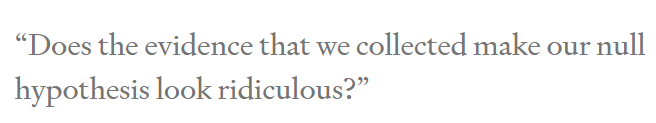 “Does the evidence that we collected make our null
hypothesis look ridiculous?”